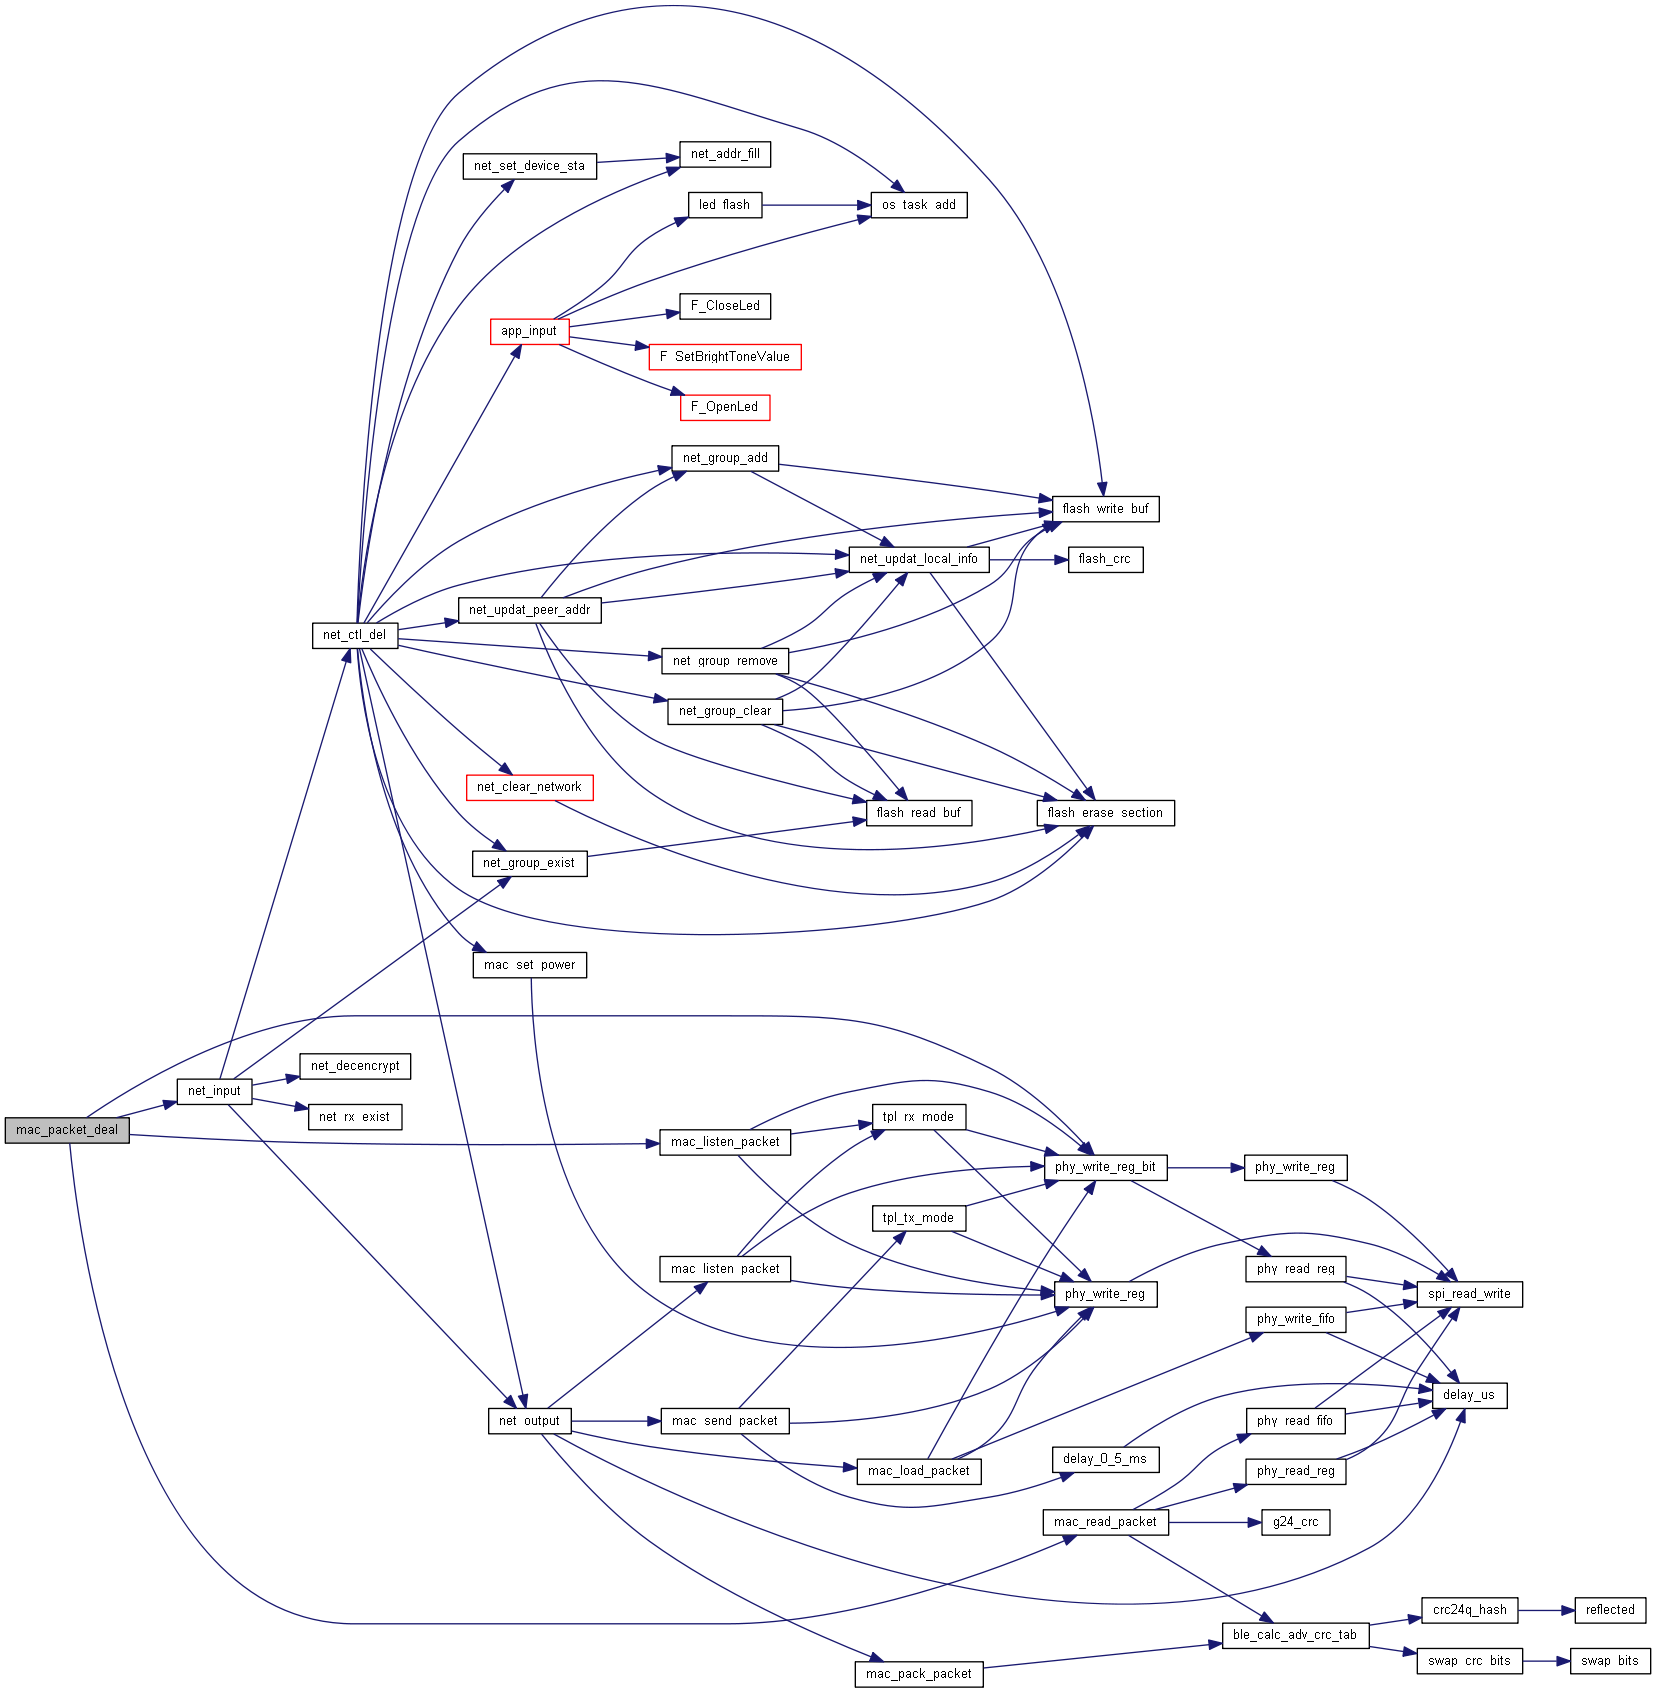 net_addr_fill
net_set_device_sta
led_flash
os_task_add
F_CloseLed
app_input
F_SetBrightToneValue
F_OpenLed
net_group_add
flash_write_buf
net_updat_local_info
flash_crc
net_updat_peer_addr
net_ctl_del
net_group_remove
net_group_clear
net_clear_network
flash_read_buf
flash_erase_section
net_group_exist
mac_set_power
net_decencrypt
net_input
net_rx_exist
tpl_rx_mode
mac_packet_deal
mac_listen_packet
phy_write_reg_bit
phy_write_reg
tpl_tx_mode
mac_listen_packet
phy_read_reg
phy_write_reg
spi_read_write
phy_write_fifo
delay_us
net_output
mac_send_packet
phy_read_fifo
delay_0_5_ms
mac_load_packet
phy_read_reg
mac_read_packet
g24_crc
crc24q_hash
reflected
ble_calc_adv_crc_tab
swap_crc_bits
swap_bits
mac_pack_packet